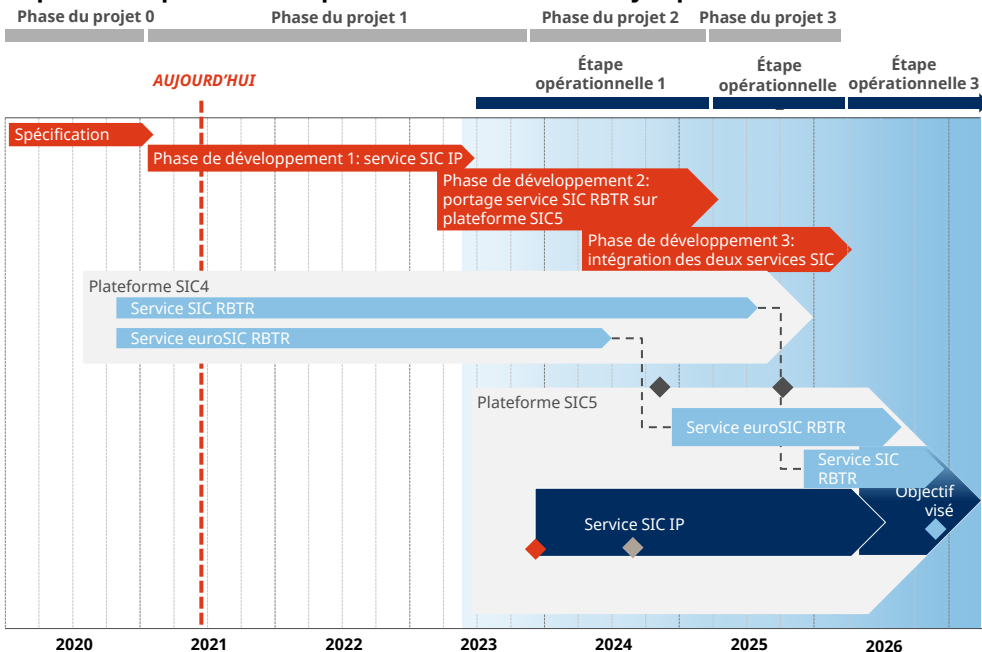 Phase du projet 0
Phase du projet 1
Phase du projet 2
Phase du projet 3
AUJOURD'HUI
Étape
opérationnelle 1
Étape
opérationnelle
Étape
opérationnelle 3
Spécification
Phase de développement 1: service SIC IP
Phase de développement 2:
portage service SIC RBTR sur
plateforme SIC5
Phase de développement 3:
intégration des deux services SIC
Plateforme SIC4
Service SIC RBTR
Service euroSIC RBTR
Plateforme SIC5
Service euroSIC RBTR
Service SIC
RBTR
Objectif
visé
Service SIC IP
2020
2021
2022
2023
2024
2025
2026